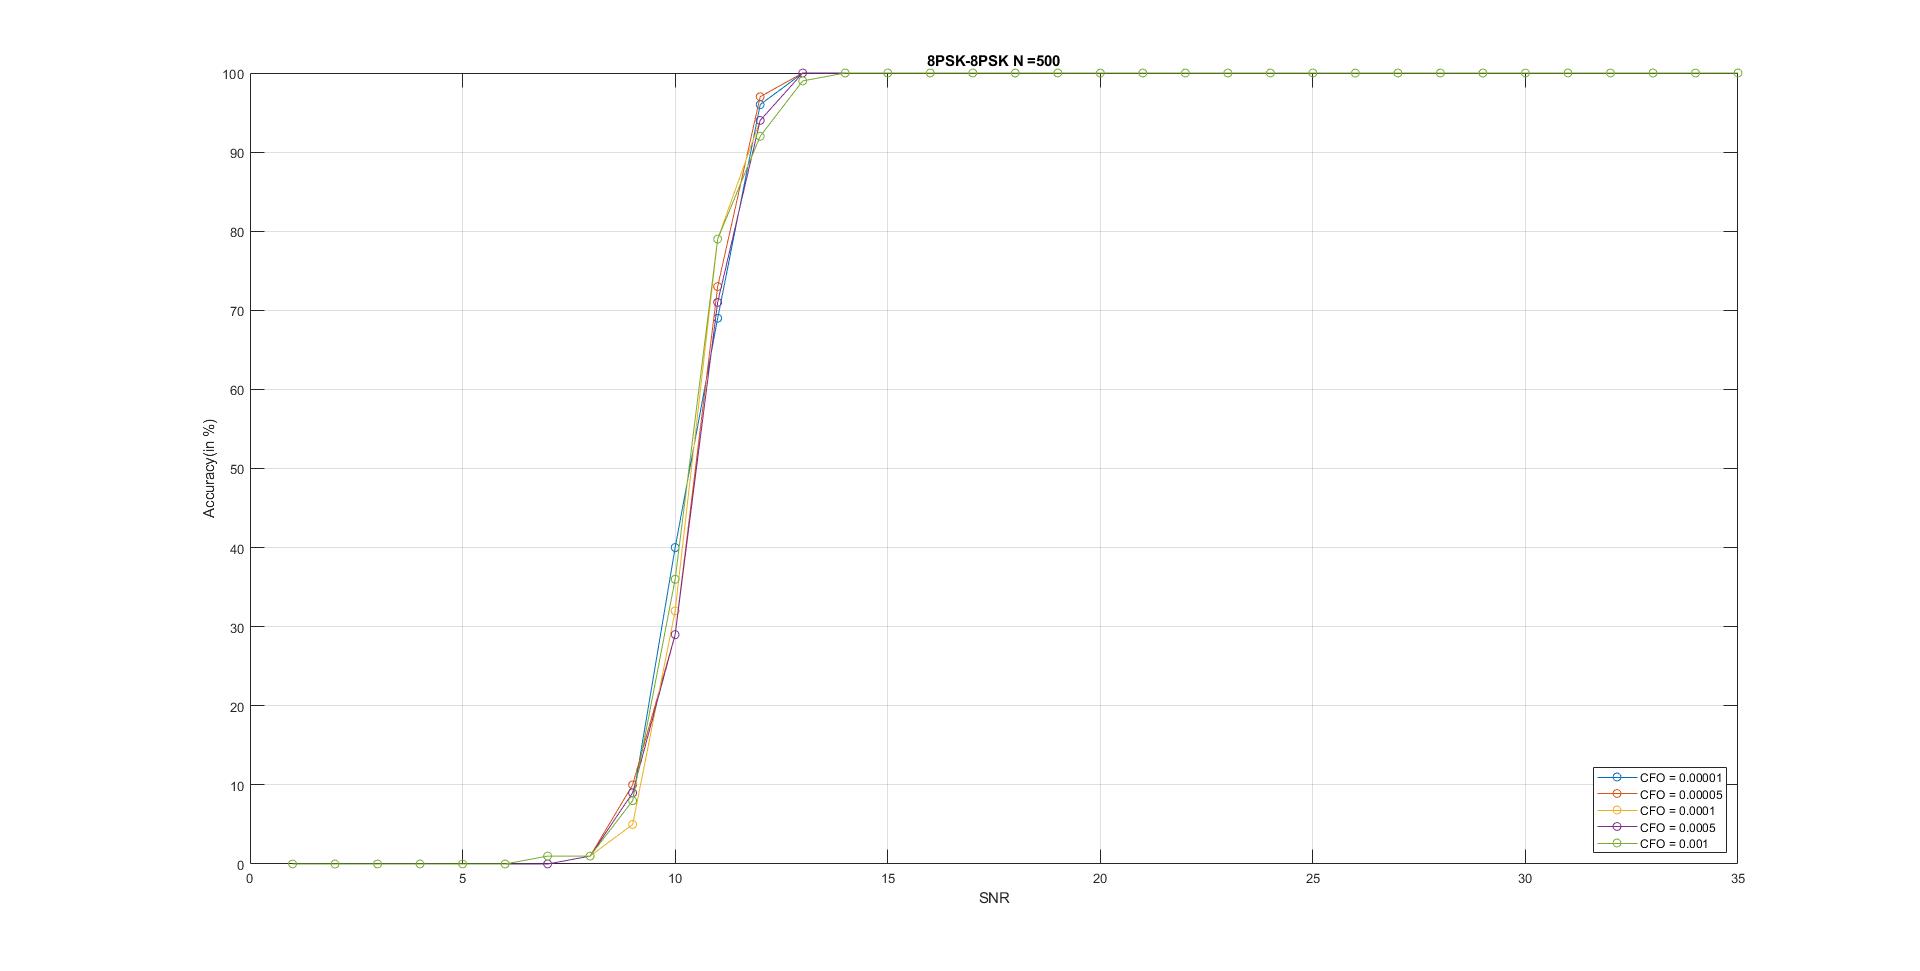 8PSK-8PSK N =500
100
90
80
70
60
50
40
30
20
10
0
Accuracy(in %)
0 5 10 15 20 25 30 35
SNR
CFO = 0.00001
CFO = 0.00005
CFO = 0.0001
CFO = 0.0005
CFO = 0.001